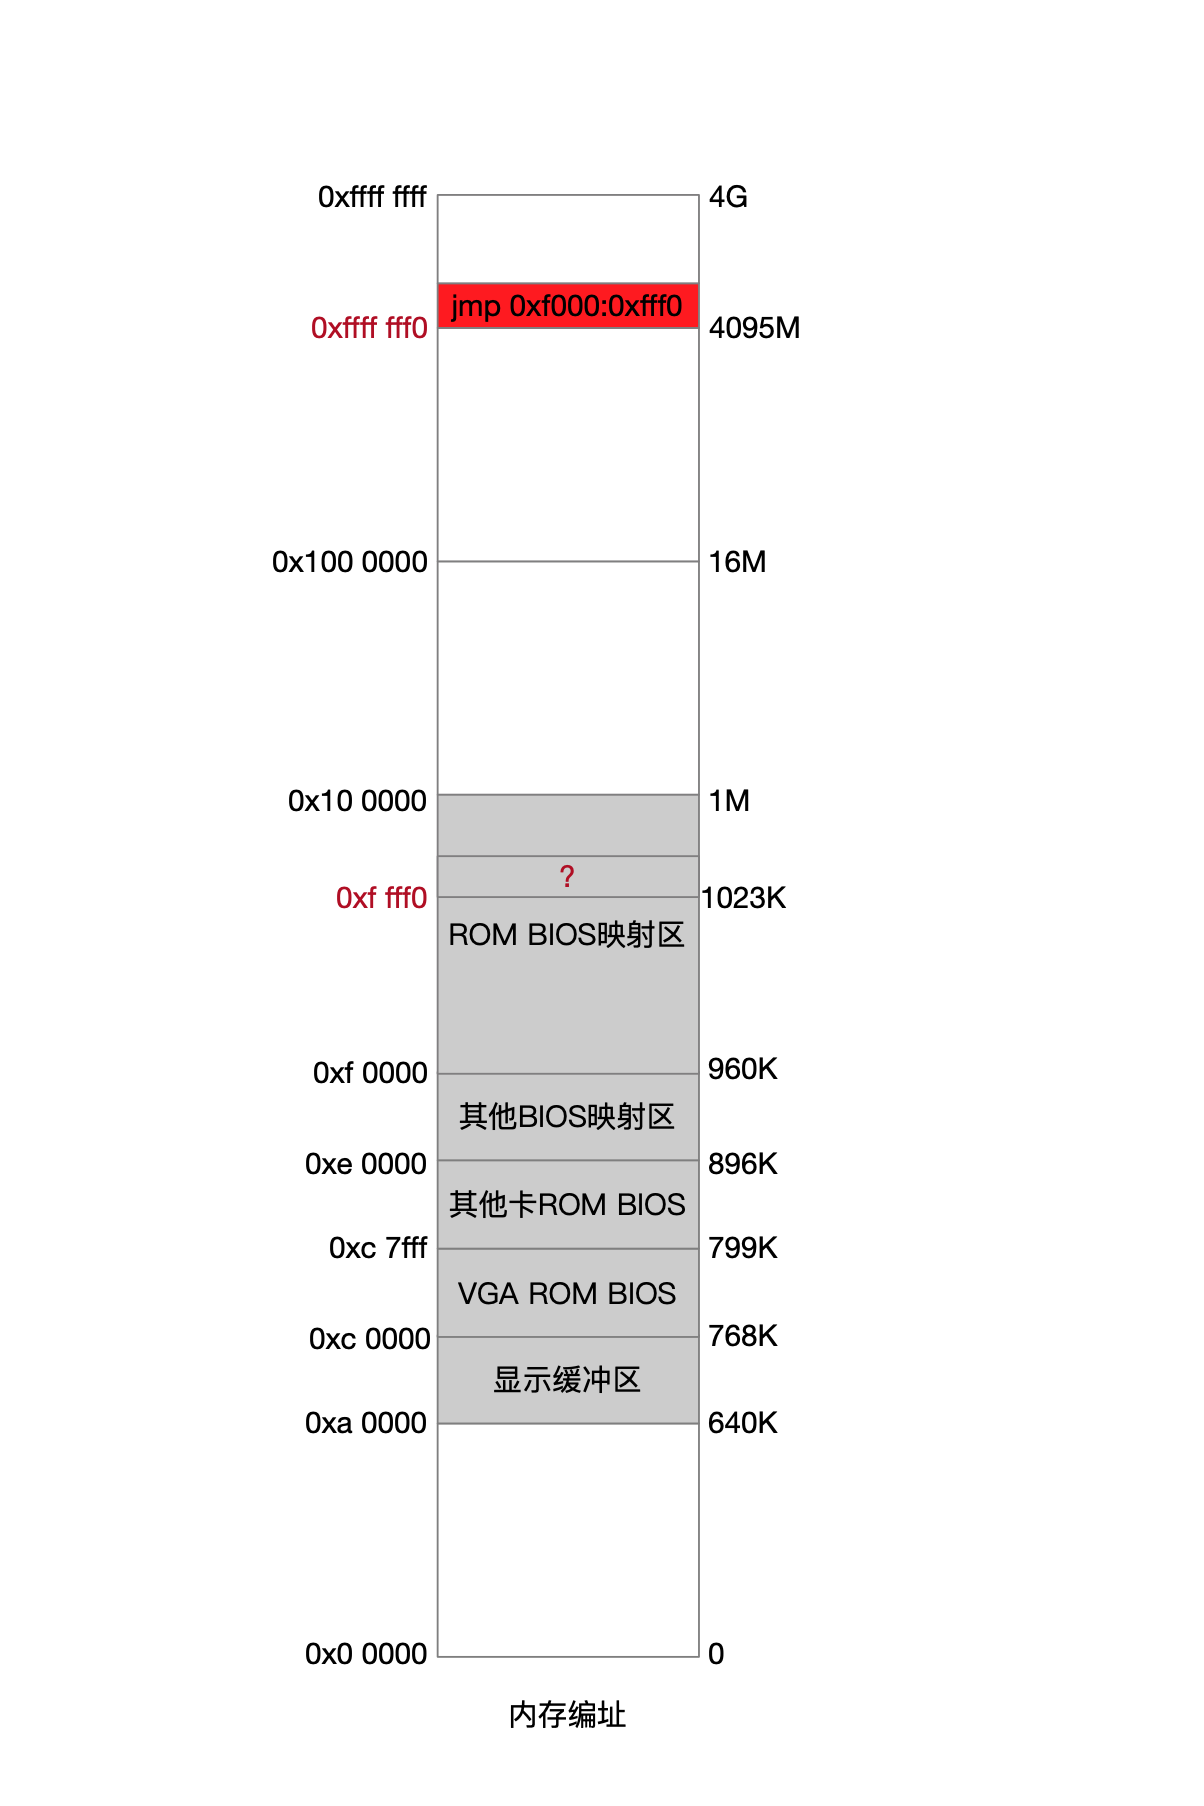 0xffff ffff 4G
jmp 0xf000:0xfff0
0xffff fff0 4095M
0x100 0000 16M
0x10 0000 1M
?
0xf fff0 1023K
ROM BIOS映射区
0xf 0000 960K
其他BIOS映射区
0xe 0000 896K
其他卡ROM BIOS
0xc 7fff 799K
VGA ROM BIOS
0xc 0000 768K
显示缓冲区
0xa 0000 640K
0x0 0000 0
内存编址